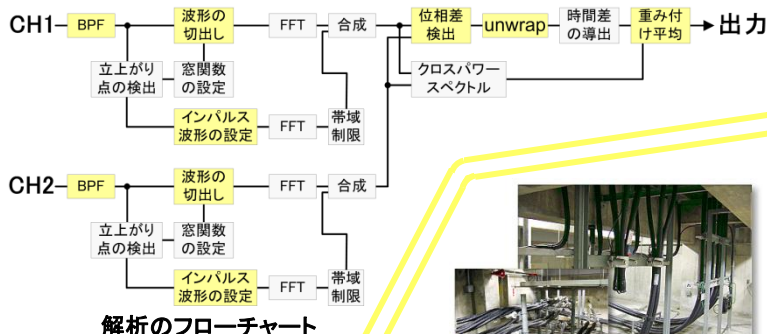 CH1
BPF
波形の
切出し
FFT
合成
位相差
検出
unwrap
時間差
の導出
重み付
け平均
出力
立上がり
点の検出
窓関数
の設定
クロスパワー
スペクトル
インパルス
波形の設定
FFT
帯域
制限
CH2
BPF
波形の
切出し
FFT
合成
立上がり
点の検出
窓関数
の設定
インパルス
波形の設定
FFT
帯域
制限
解析のフローチャート